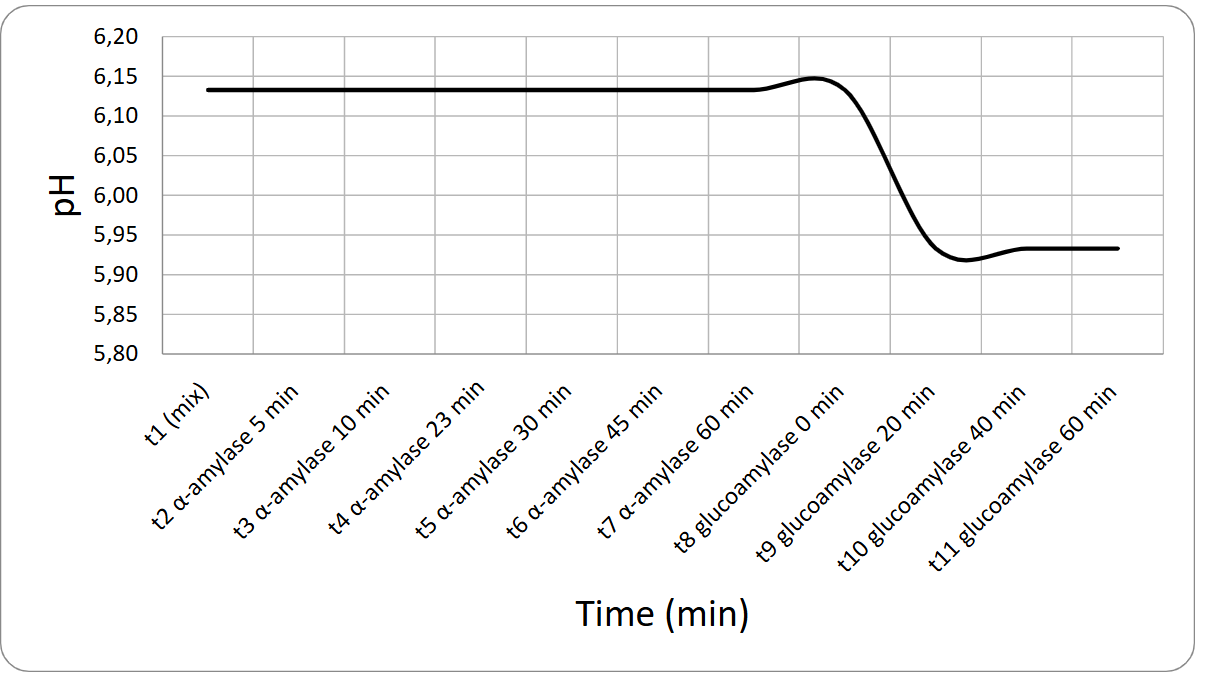 6,20
6,15
6,10
6,05
6,00
5,95
5,90
5,85
5,80
pH
t1 (mix)
t2 α-amylase 5 min
t3 α-amylase 10 min
t4 α-amylase 23 min
t5 α-amylase 30 min
t6 α-amylase 45 min
t7 α-amylase 60 min
t8 glucoamylase 0 min
t9 glucoamylase 20 min
t10 glucoamylase 40 min
t11 glucoamylase 60 min
Time (min)